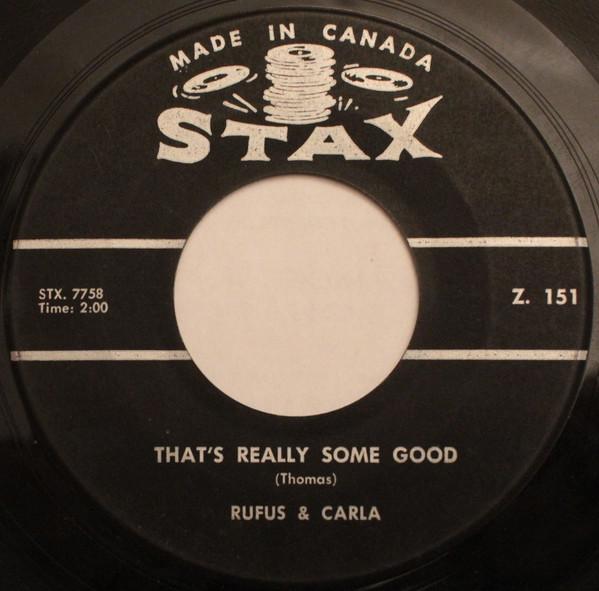 MADE IN CANADA
STAX
STX. 7758
Time: 2:00
Z. 151
THAT'S REALLY SOME GOOD
(Thomas)
RUFUS & CARLA